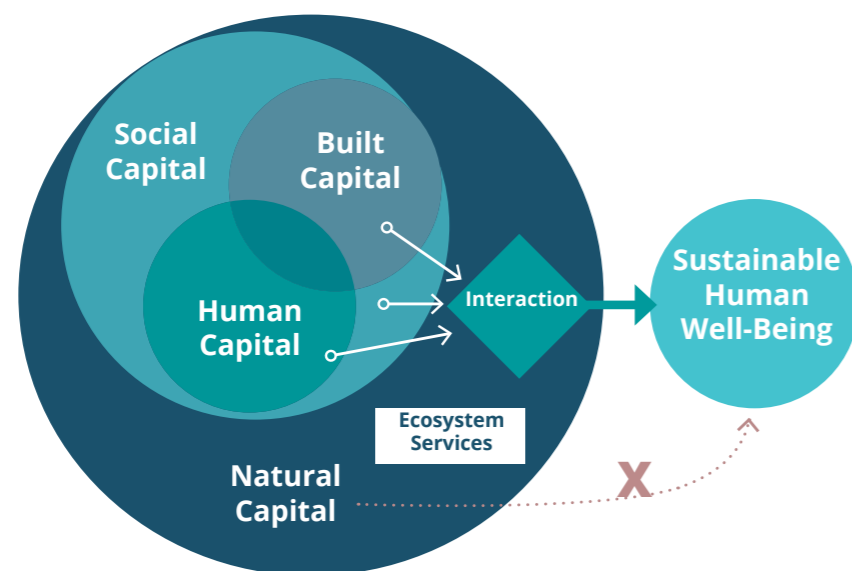 Social
Capital
Built
Capital
Human
Capital
Interaction
Sustainable
Human
Well-Being
Ecosystem
Services
Natural
Capital
X